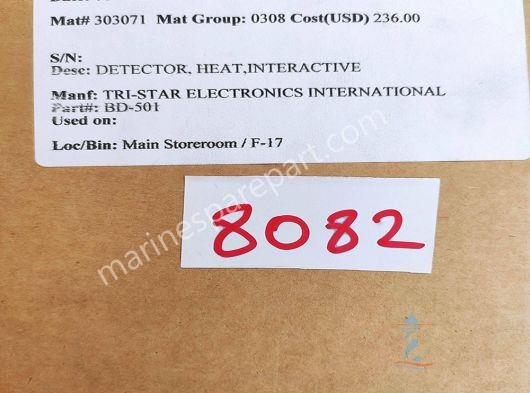 Mat# 303071 Mat Group: 0308 Cost(USD) 236.00
S/N:
Desc: DETECTOR, HEAT,INTERACTIVE
Manf: TRI-STAR ELECTRONICS INTERNATIONAL
Part#: BD-501
Used on:
Loc/Bin: Main Storeroom / F-17
8082
marinesparepart.com